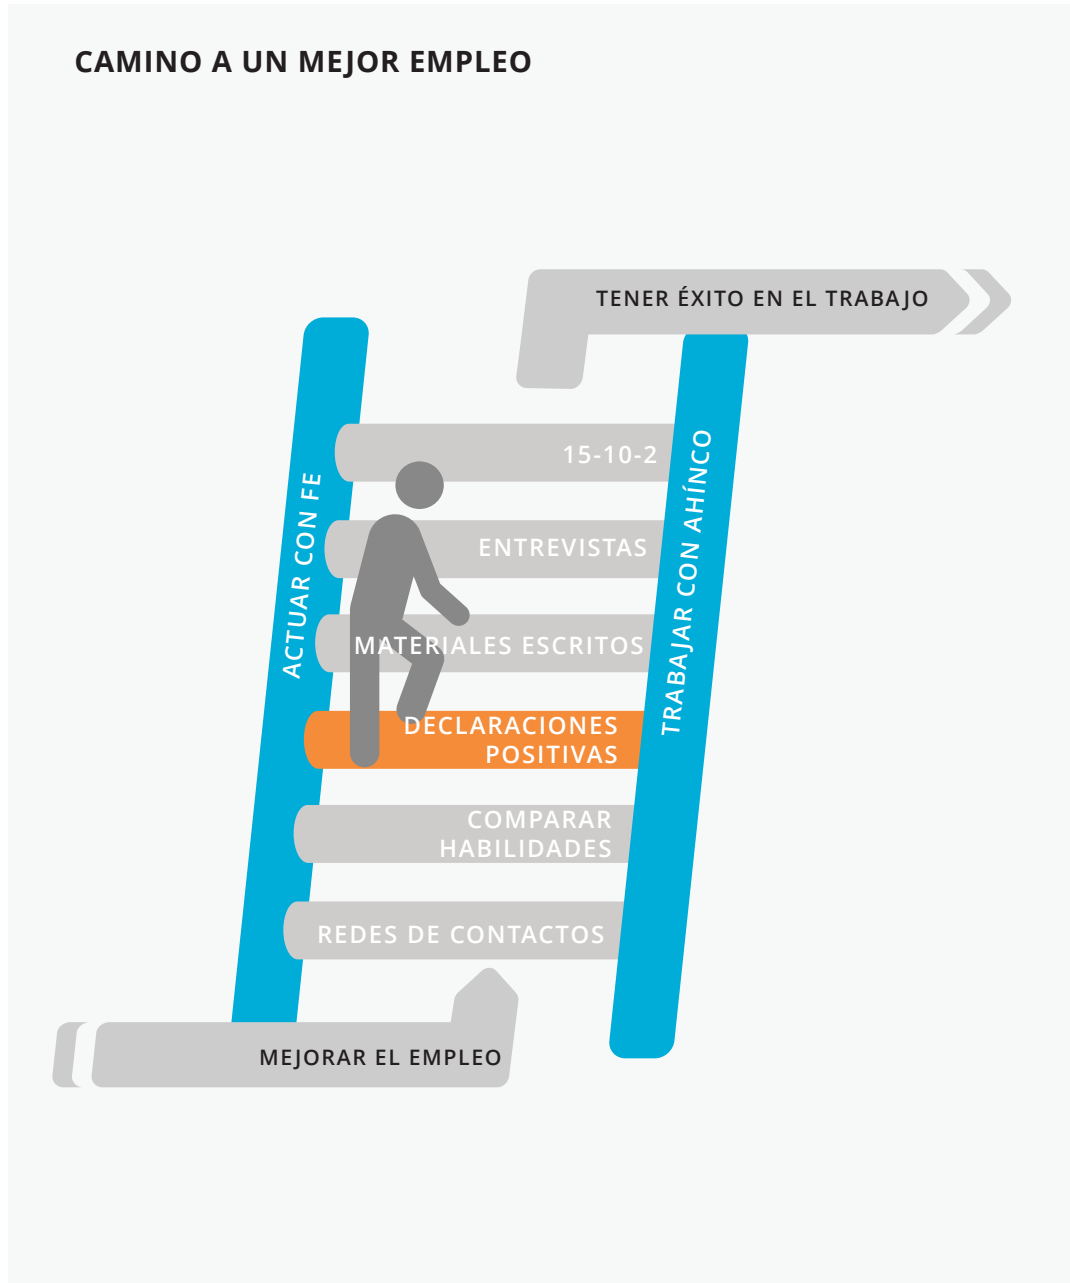 CAMINO A UN MEJOR EMPLEO
TENER ÉXITO EN EL TRABAJO
ACTUAR CON FE
TRABAJAR CON AHÍNCO
15-10-2
ENTREVISTAS
MATERIALES ESCRITOS
DECLARACIONES
POSITIVAS
COMPARAR
HABILIDADES
REDES DE CONTACTOS
MEJORAR EL EMPLEO